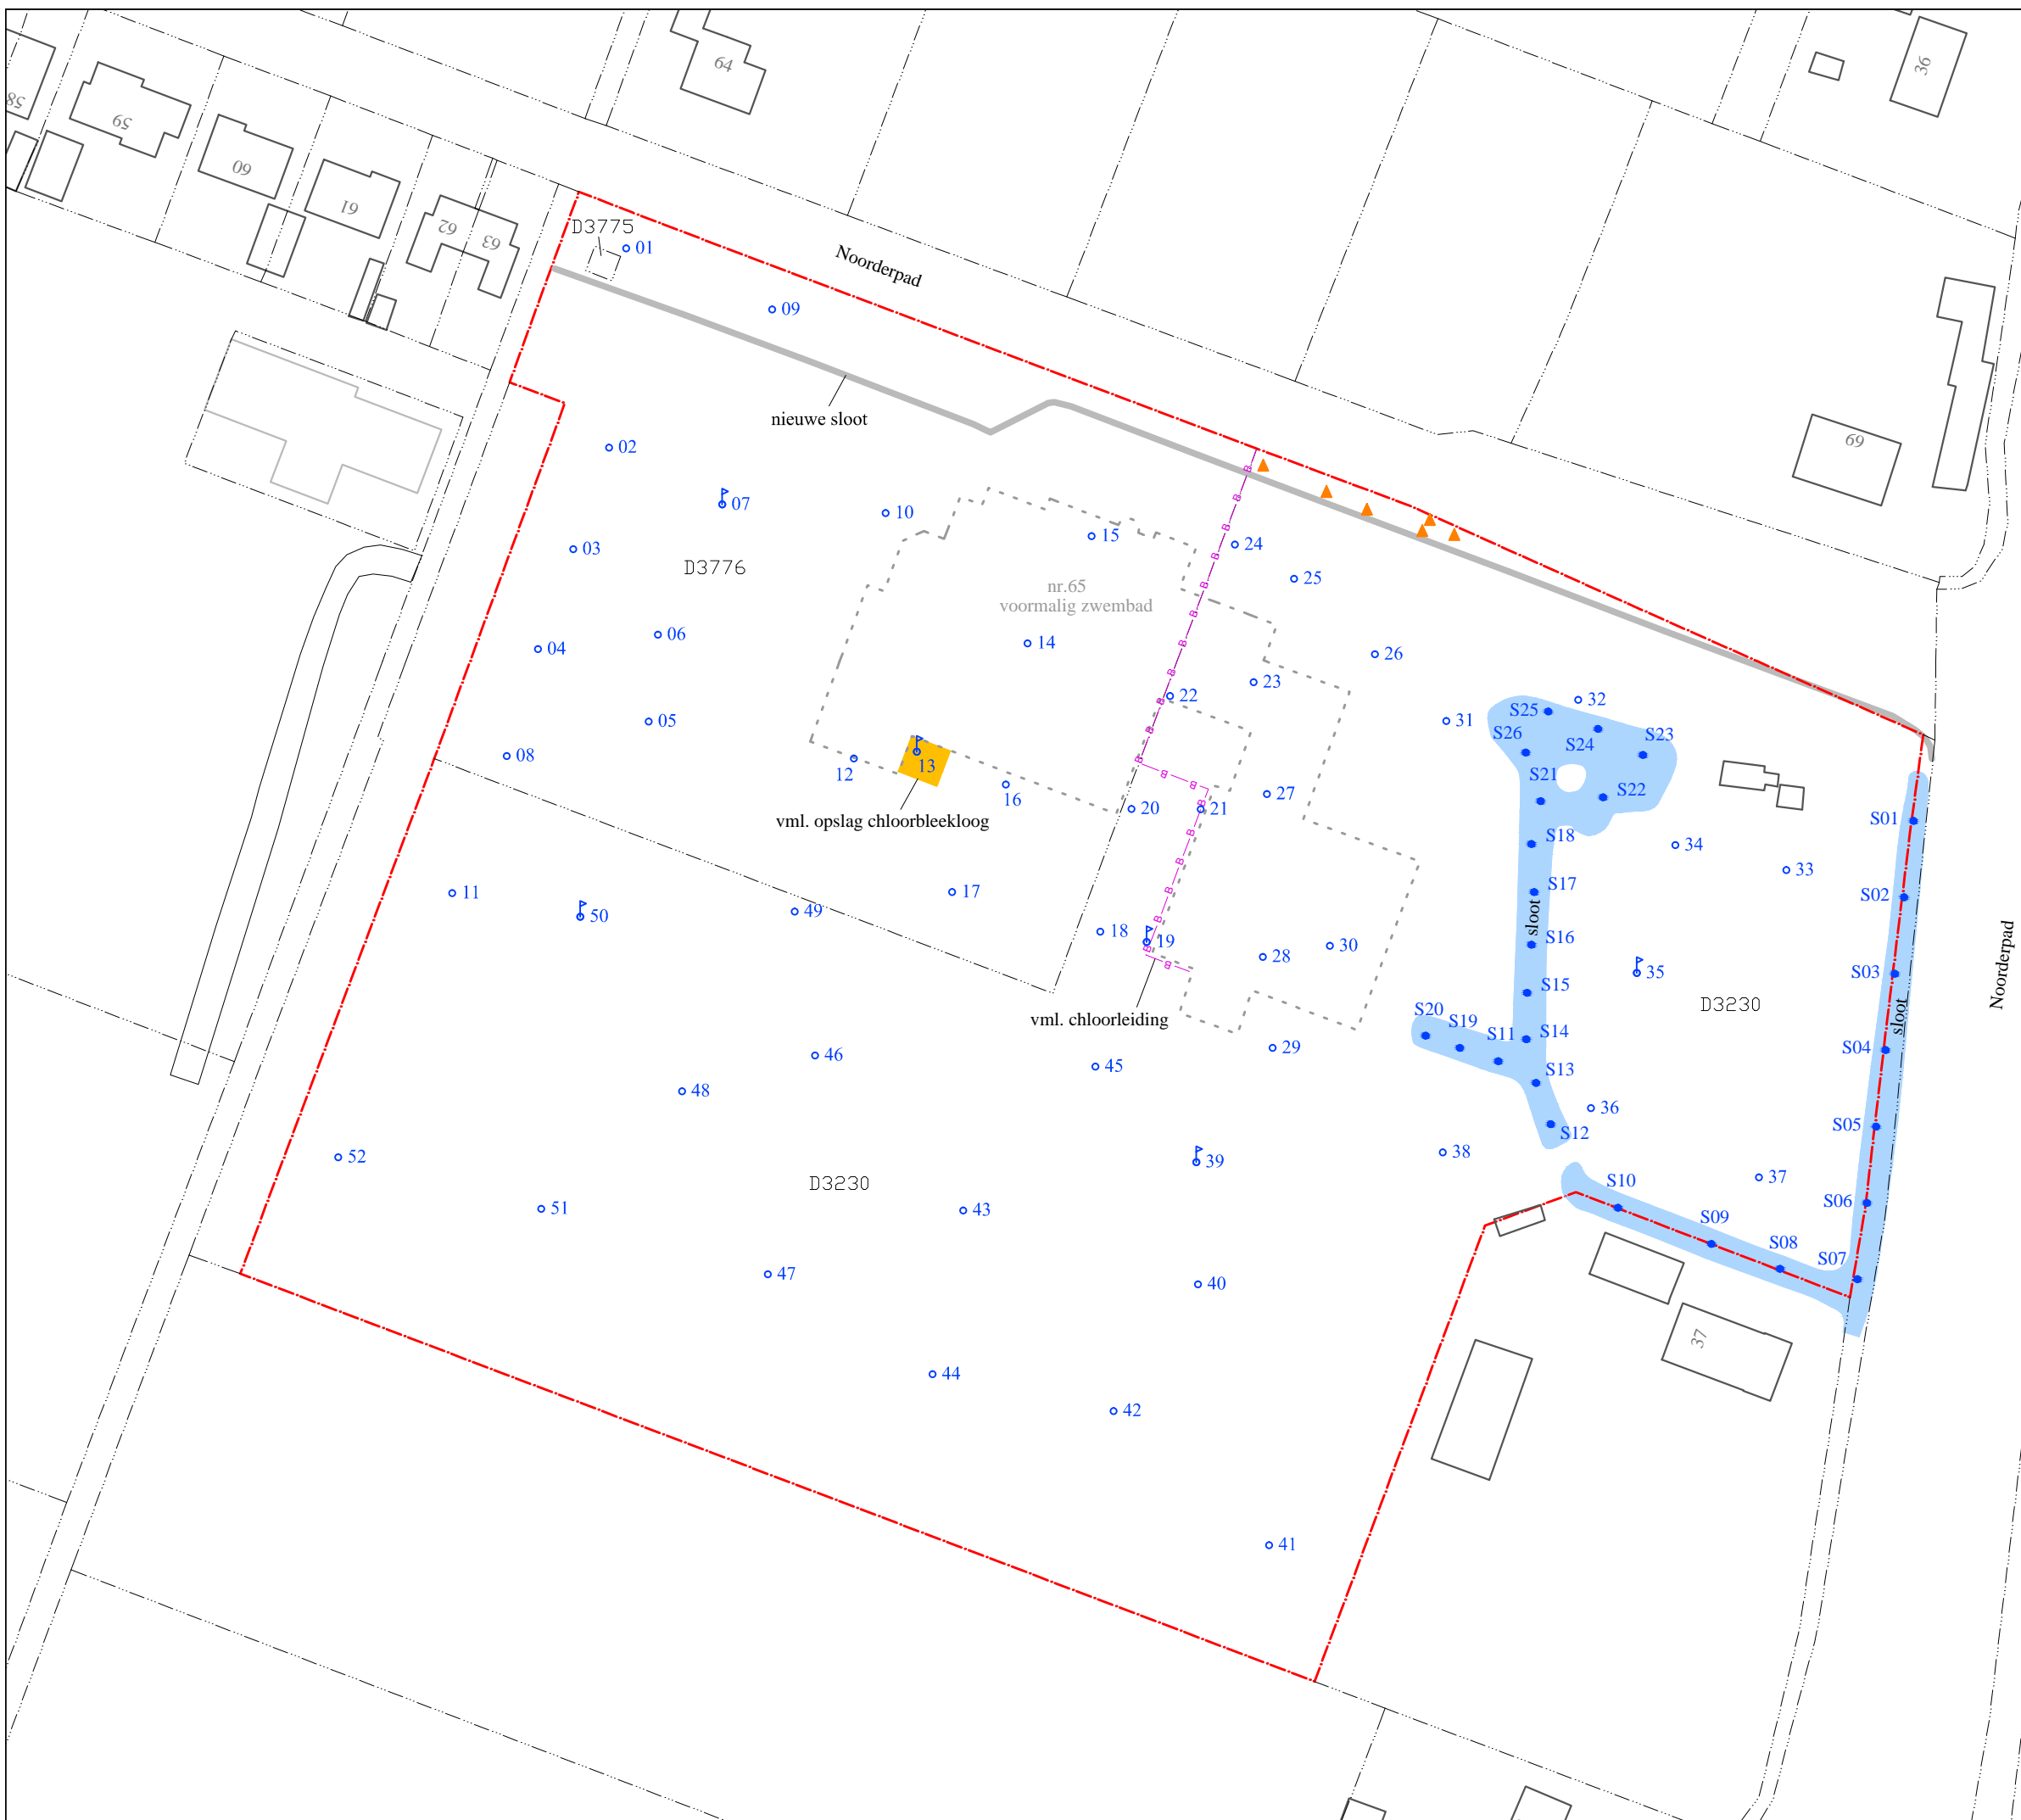 64
36
58
59
60
61
62
63
D3775
01
Noorderpad
09
nieuwe sloot
69
02
07
10
03
15
24
25
D3776
nr.65
voormalig zwembad
04
06
14
26
23
22
05
31
32
S25
S26
S24
S23
08
12
13
16
S21
S22
27
20
21
vml. opslag chloorbleekloog
S01
S18
34
33
11
50
49
17
S17
S02
sloot
18
19
30
28
S16
35
S03
Noorderpad
S15
D3230
sloot
vml. chloorleiding
S20
S19
S11
S14
29
S04
46
45
48
S13
36
S12
S05
52
39
38
37
D3230
S10
S06
51
43
S09
S08
S07
47
40
37
44
42
41
B B B B B B B B B B B
B B
B B B B B B
B